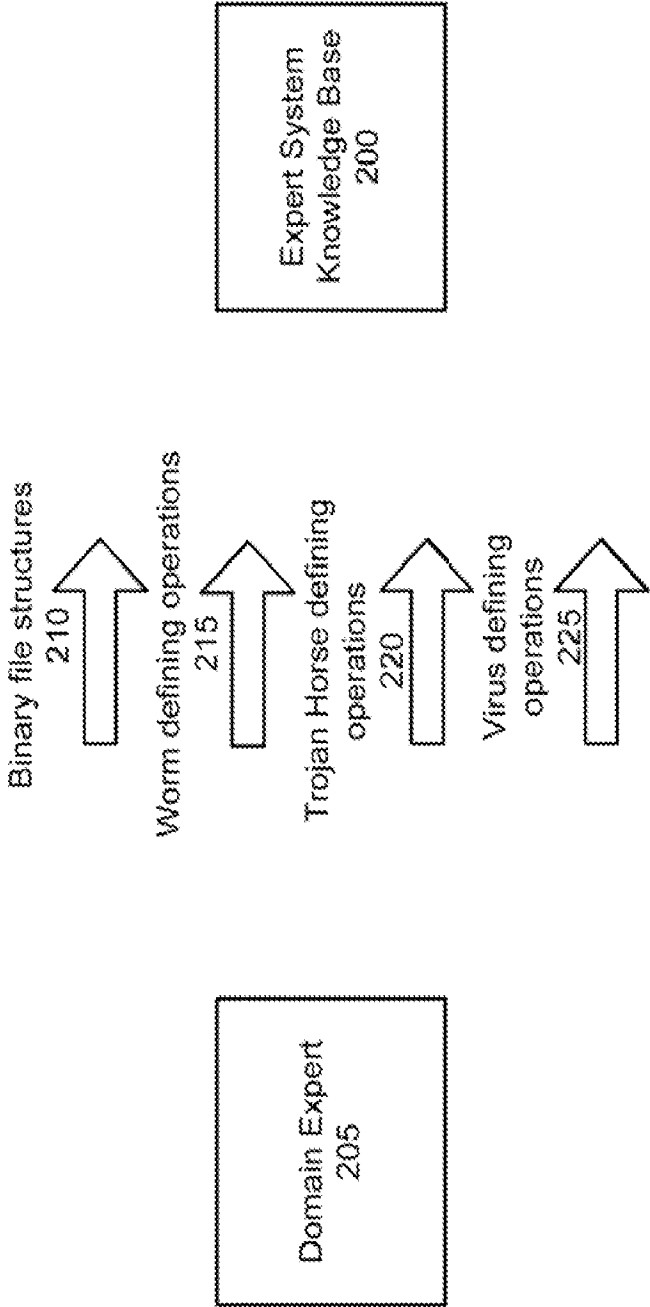 Domain Expert
205
Binary file structures
210
Worm defining operations
215
Trojan Horse defining
operations
220
Virus defining
operations
225
Expert System
Knowledge Base
200